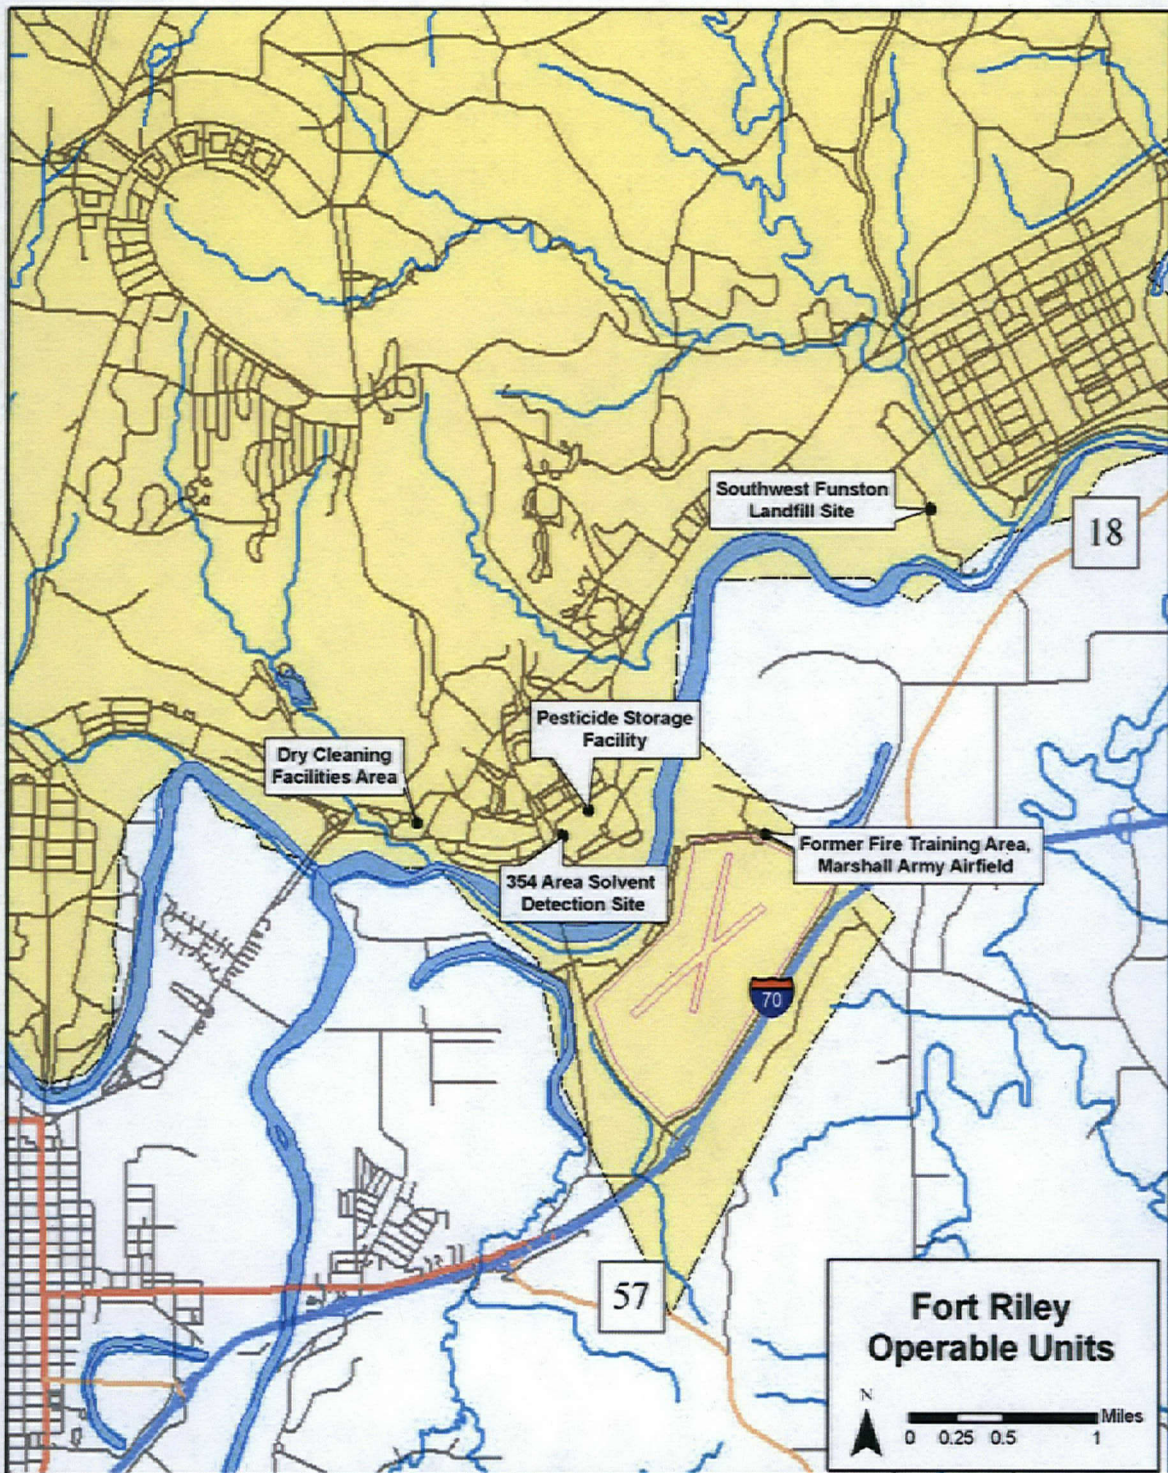 Southwest Funston
Landfill Site
18
Pesticide Storage
Facility
Dry Cleaning
Facilities Area
Former Fire Training Area,
Marshall Army Airfield
354 Area Solvent
Detection Site
70
57
Fort Riley
Operable Units
N
Miles
0 0.25 0.5 1